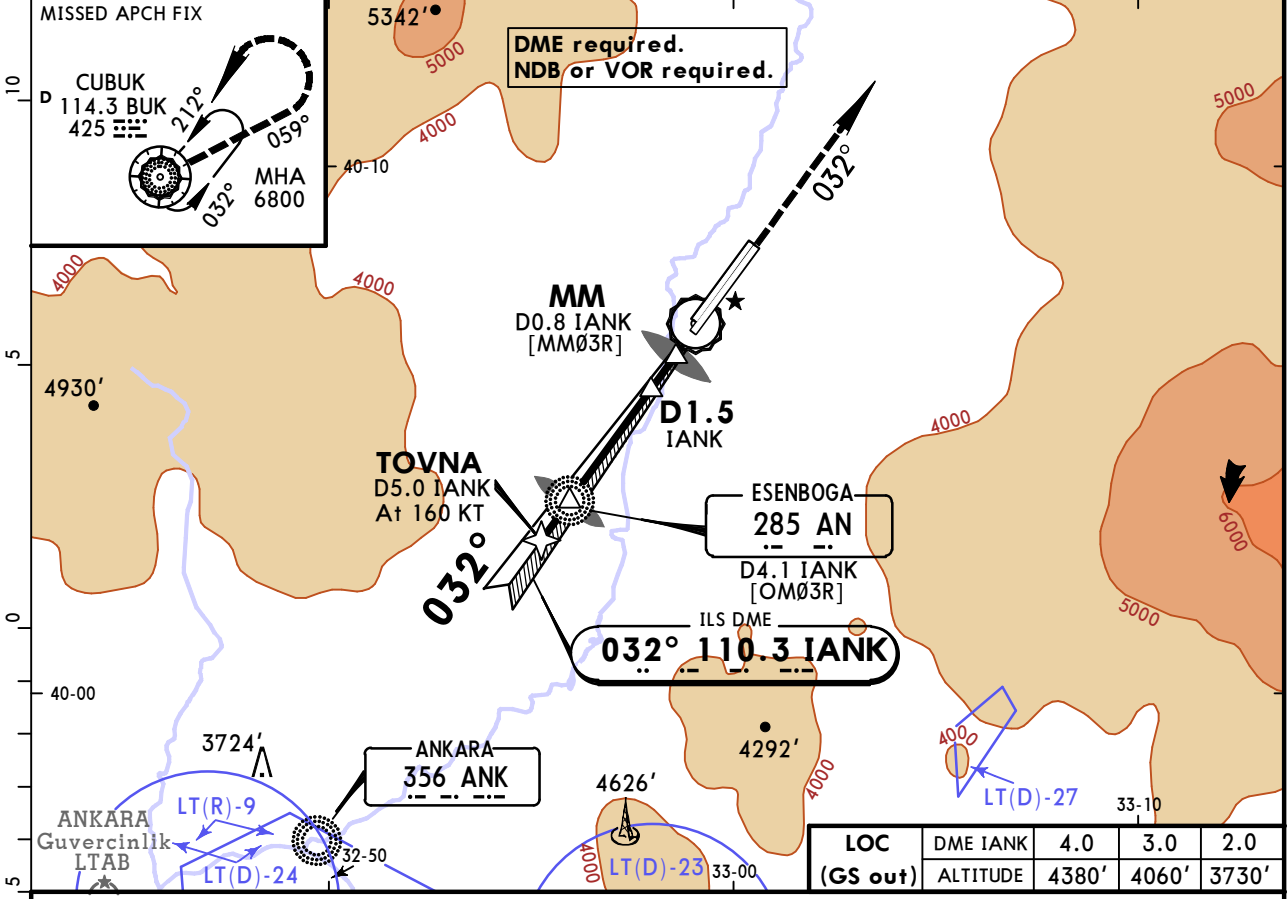 MISSED APCH FIX
CUBUK
D 114.3 BUK
425
212°
059°
032°
MHA
6800
5342'
5000
4000
DME required.
NDB or VOR required.
5000
10
40-10
032°
4000
4000
MM
D0.8 IANK
[MMØ3R]
5
4930'
D1.5
IANK
4000
TOVNA
D5.0 IANK
At 160 KT
ESENBOGA
285 AN
D4.1 IANK
[OMØ3R]
6000
5000
032°
0
ILS DME
032° 110.3 IANK
40-00
3724'
ANKARA
356 ANK
4292'
4000
4000
4626'
LT(D)-27
33-10
LT(R)-9
ANKARA
Guvercinlik
LTAB
LT(D)-24
32-50
4000
LT(D)-23
33-00
5
LOC
(GS out)
DME IANK 4.0 3.0 2.0
ALTITUDE 4380' 4060' 3730'